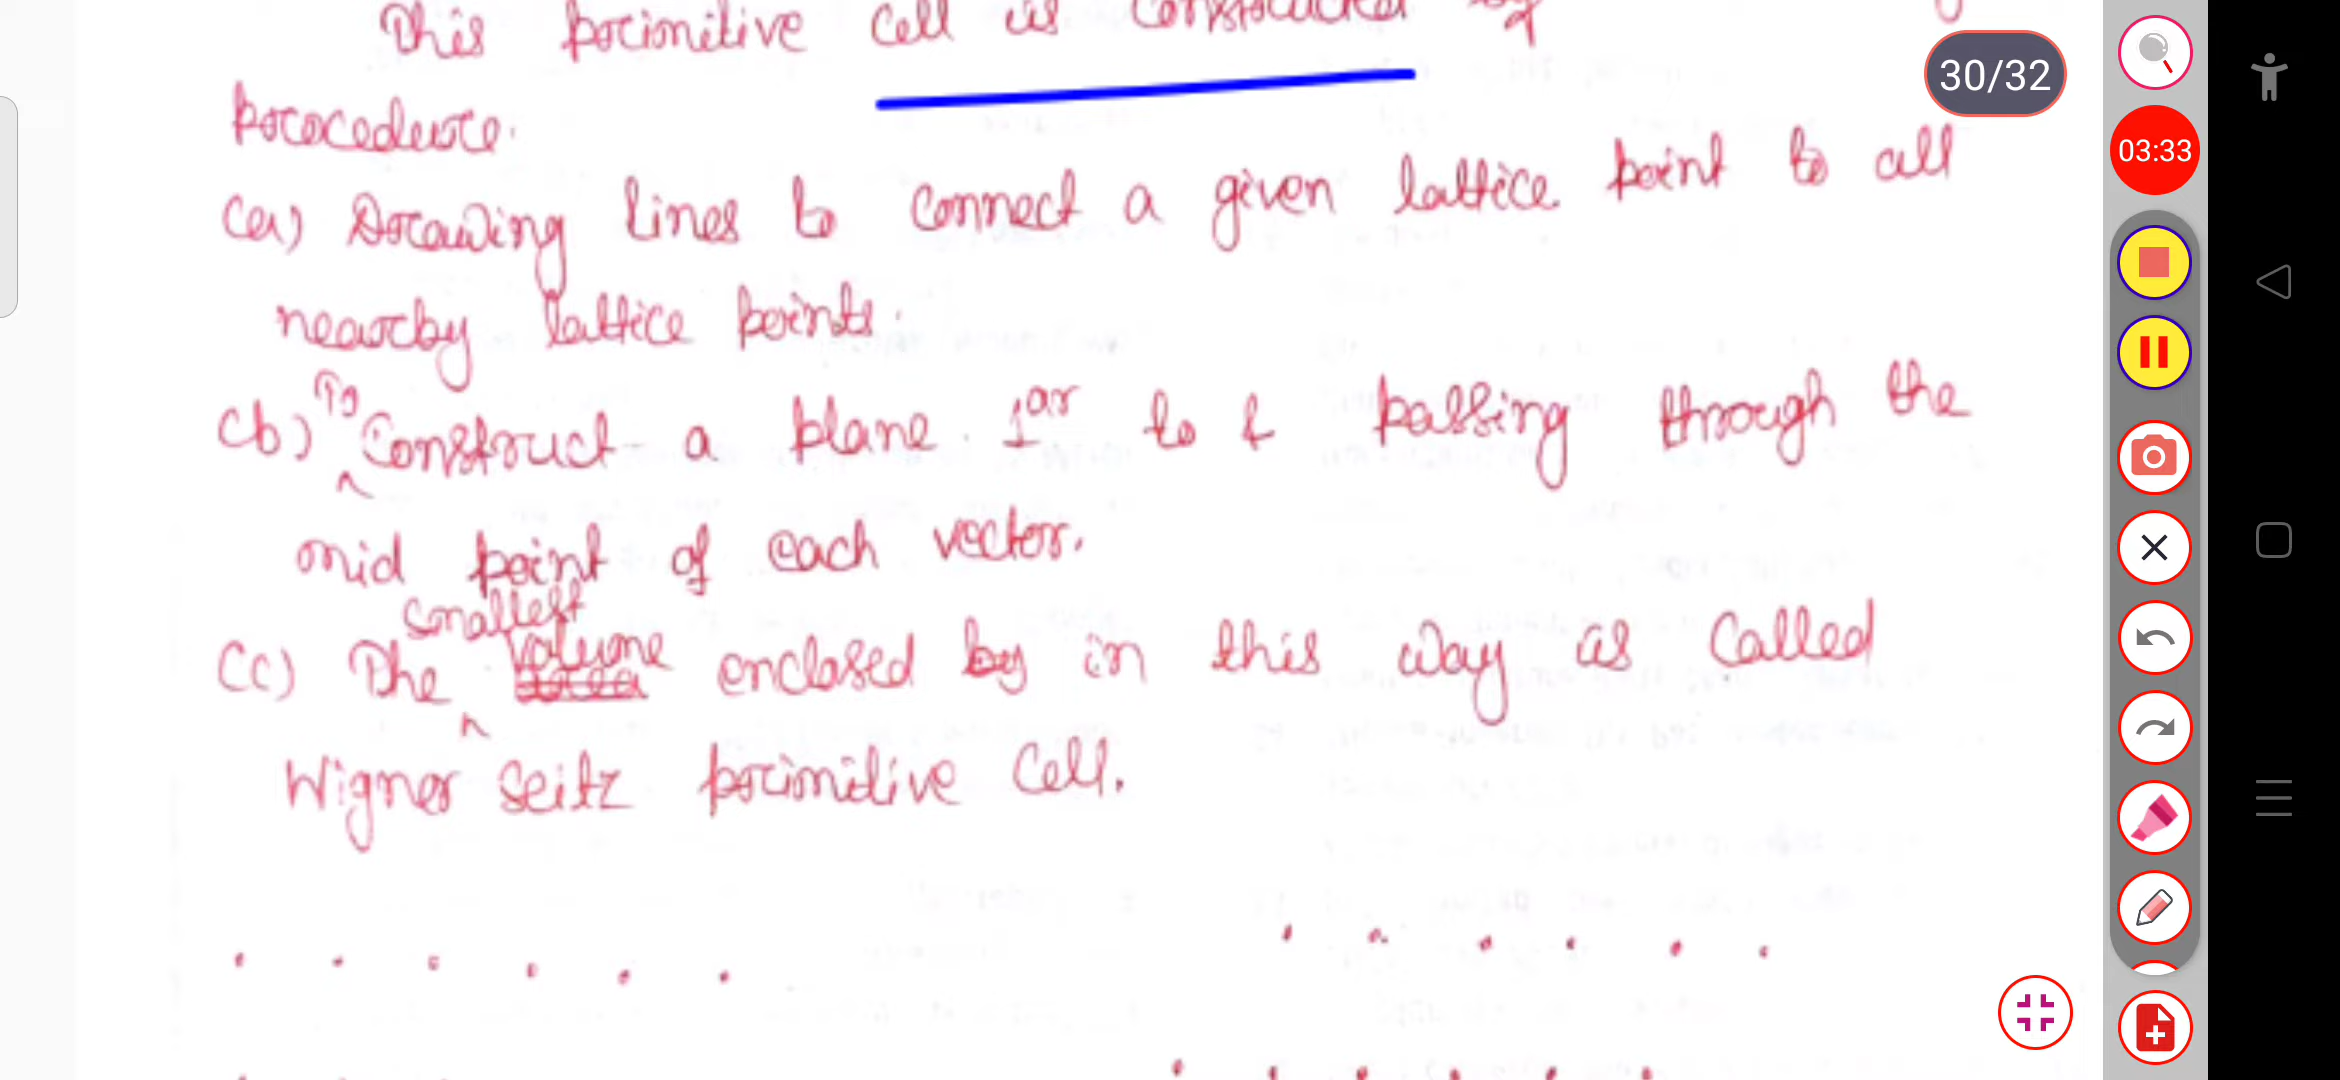 This primitive cell is constructed by
30/32
procedure.
03:33
(a) Drawing lines to connect a given lattice point to all
nearby lattice points.
(b) To construct a plane ⊥ar to & passing through the
mid point of each vector.
(c) The smallest volume enclosed by in this way is called
Wigner Seitz primitive cell.